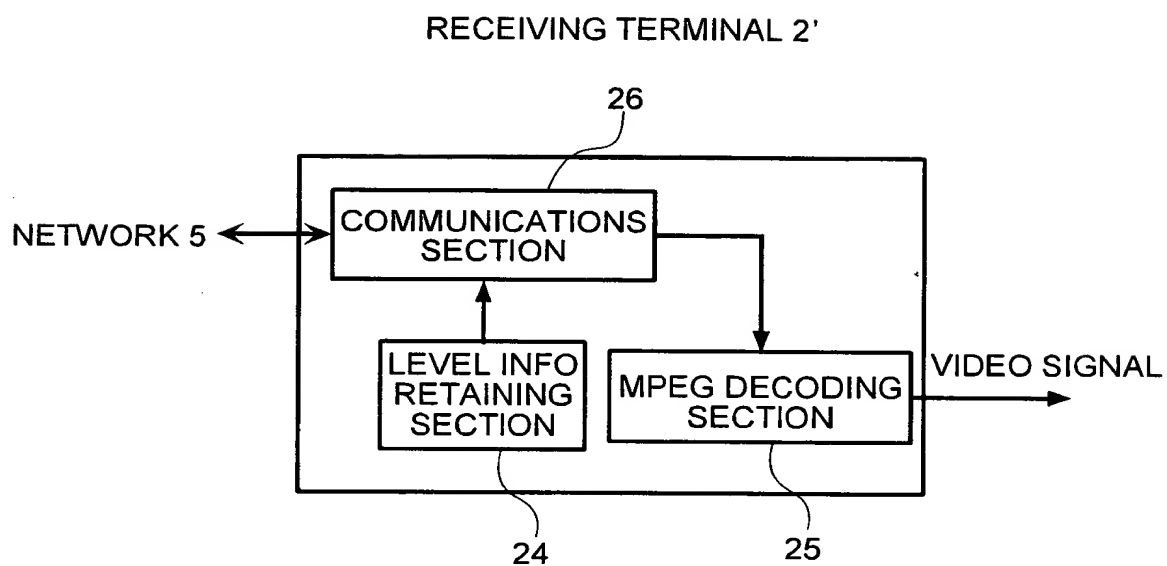 RECEIVING TERMINAL 2'
26
NETWORK 5
COMMUNICATIONS
SECTION
LEVEL INFO
RETAINING
SECTION
MPEG DECODING
SECTION
VIDEO SIGNAL
24
25